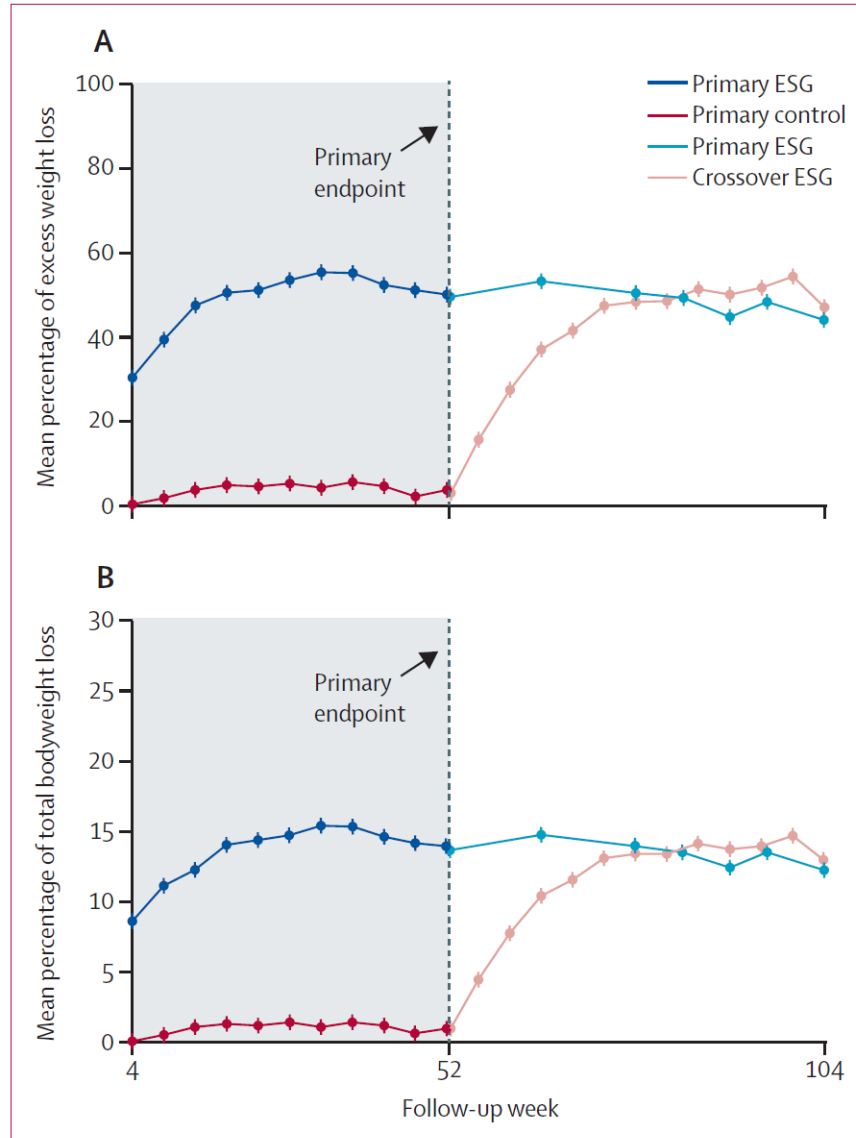 A
Mean percentage of excess weight loss
100
80
60
40
20
0
Primary
endpoint
Primary ESG
Primary control
Primary ESG
Crossover ESG
B
Mean percentage of total bodyweight loss
30
25
20
15
10
5
0
Primary
endpoint
4
52
104
Follow-up week